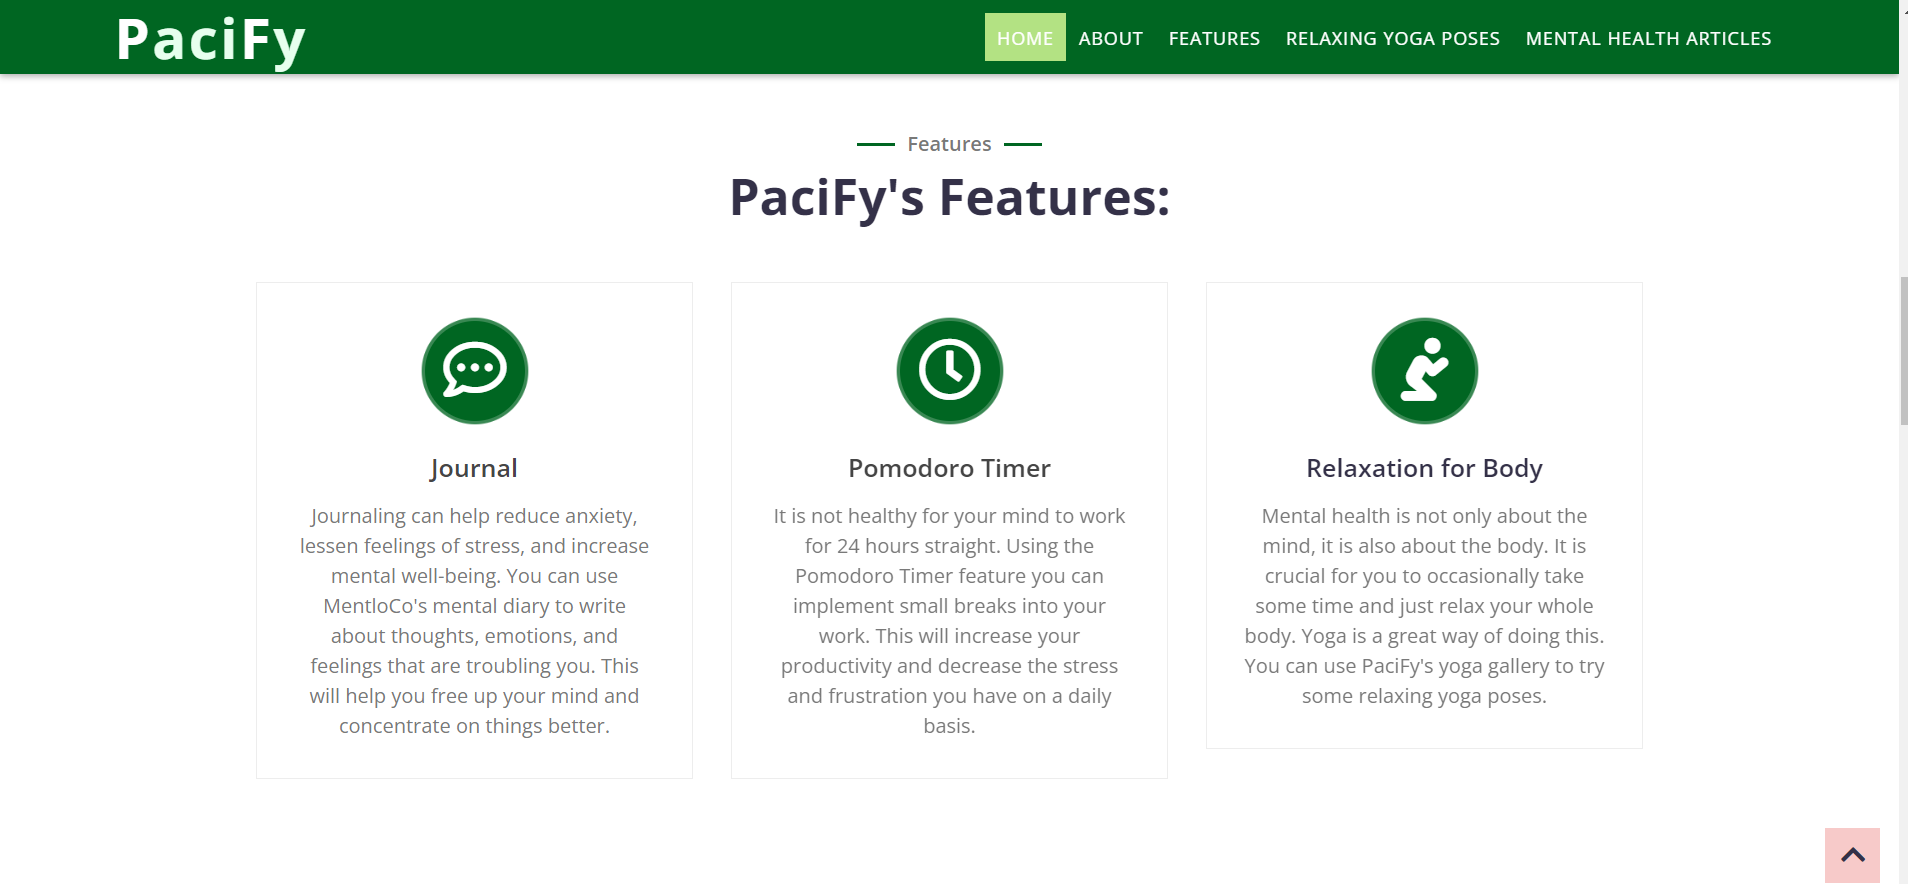 PaciFy
HOME ABOUT FEATURES RELAXING YOGA POSES MENTAL HEALTH ARTICLES
Features
PaciFy's Features:
Journal
Journaling can help reduce anxiety,
lessen feelings of stress, and increase
mental well-being. You can use
MentloCo's mental diary to write
about thoughts, emotions, and
feelings that are troubling you. This
will help you free up your mind and
concentrate on things better.
Pomodoro Timer
It is not healthy for your mind to work
for 24 hours straight. Using the
Pomodoro Timer feature you can
implement small breaks into your
work. This will increase your
productivity and decrease the stress
and frustration you have on a daily
basis.
Relaxation for Body
Mental health is not only about the
mind, it is also about the body. It is
crucial for you to occasionally take
some time and just relax your whole
body. Yoga is a great way of doing this.
You can use PaciFy's yoga gallery to try
some relaxing yoga poses.